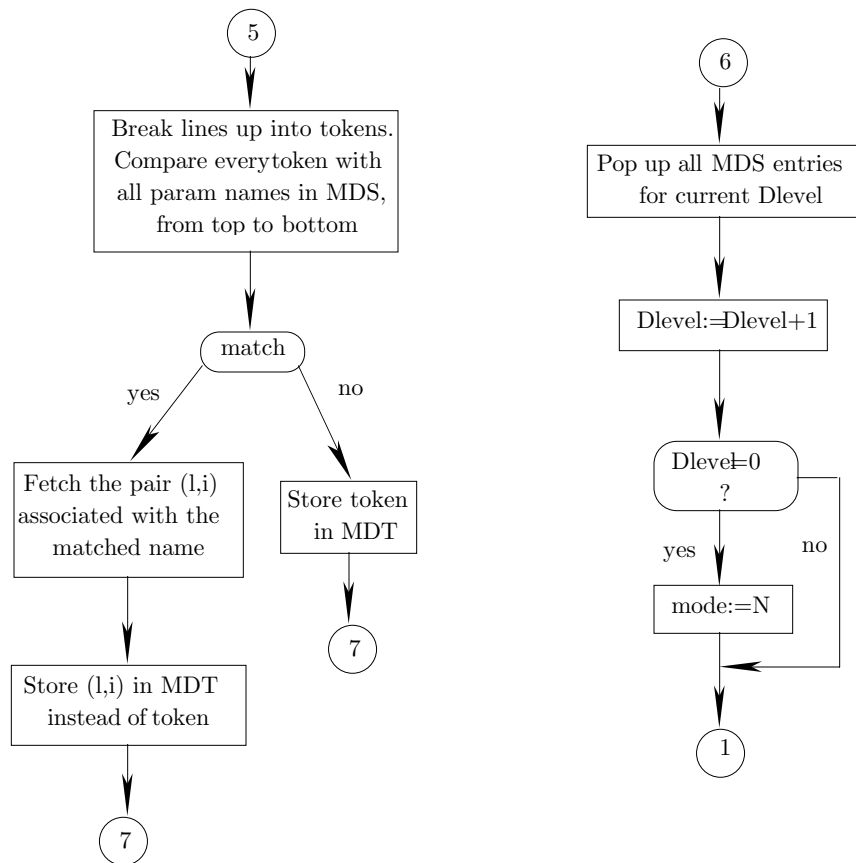 5
Break lines up into tokens.
Compare everytoken with
all param names in MDS,
from top to bottom
match
yes
no
Fetch the pair (l,i)
associated with the
matched name
Store token
in MDT
7
Store (l,i) in MDT
instead of token
7
6
Pop up all MDS entries
for current Dlevel
Dlevel:=Dlevel+1
Dlevel=0
?
yes
no
mode:=N
1